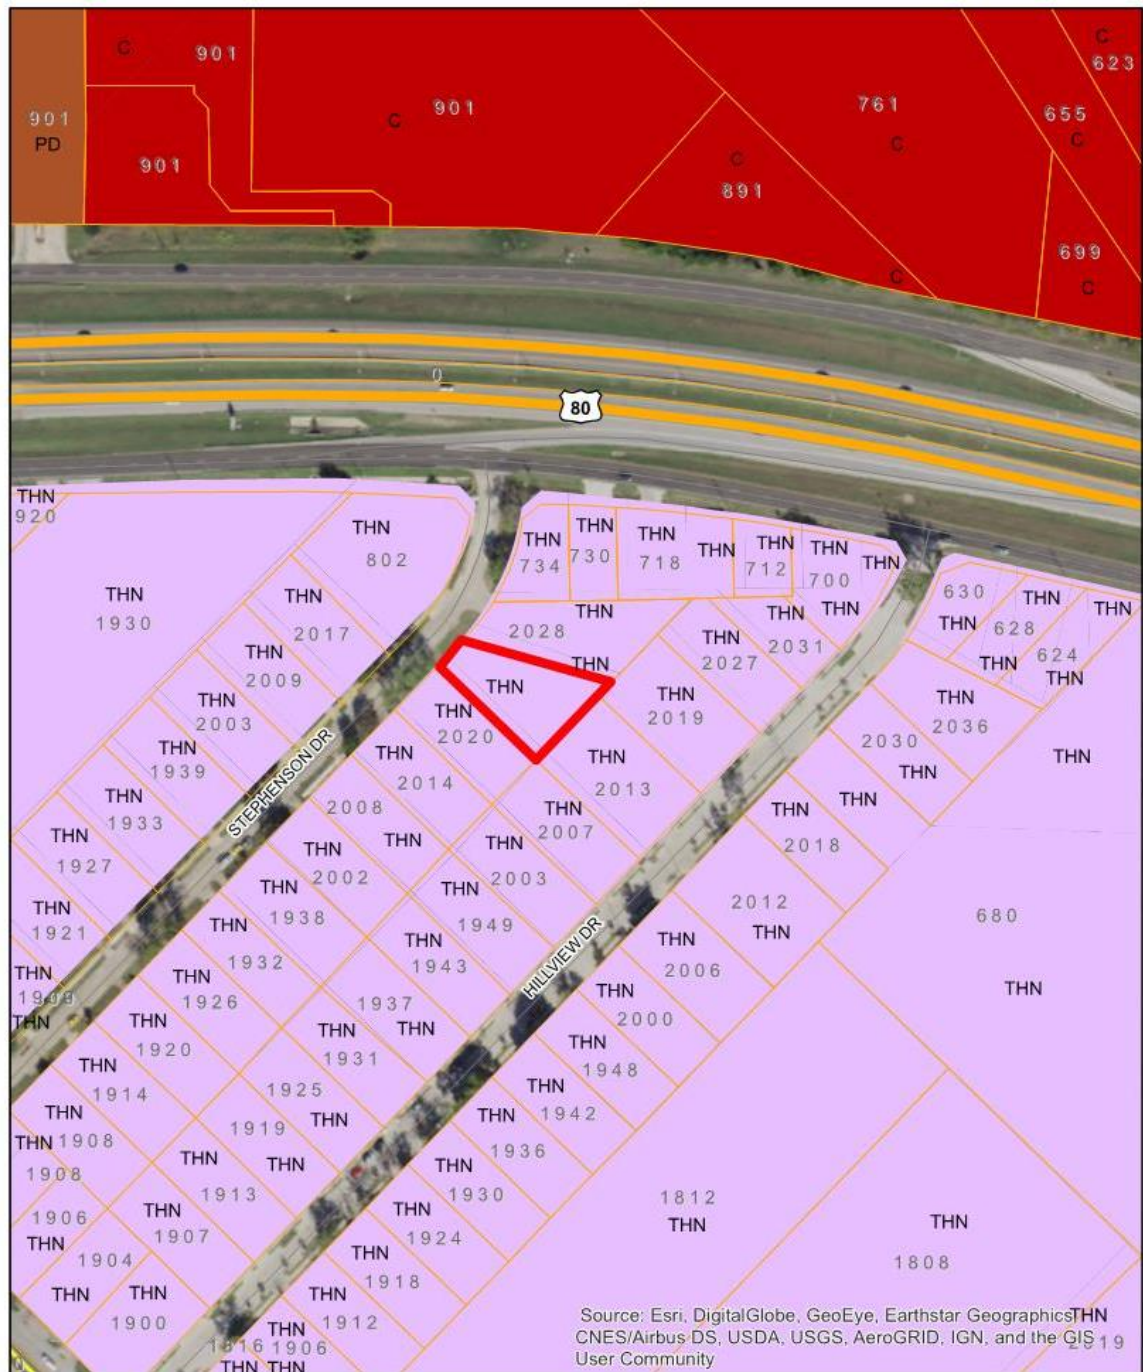 C
901
C
901
901
PD
C
901
901
C
891
761
C
C
655
C
C
623
699
C
0
80
THN
920
THN
802
THN
1930
THN
2017
THN
2009
THN
2003
THN
1939
THN
1933
THN
1927
THN
1921
THN
THN
STEPHENSON DR
THN
734
THN
730
THN
718
THN
THN
712
THN
700
THN
THN
2028
THN
THN
THN
2031
THN
THN
2027
THN
2019
THN
2020
THN
2014
THN
2013
THN
2007
2008
THN
THN
2003
THN
2002
THN
1949
THN
1938
THN
1943
THN
1932
1937
THN
THN
1926
THN
1931
THN
1920
1925
THN
THN
1914
1919
THN
THN
1908
THN
1908
THN
1913
1906
THN
THN
1907
1904
THN
THN
1900
HILLVIEW DR
630
THN
THN
628
THN
THN
624
THN
THN
2036
2030
THN
THN
THN
THN
2018
2012
THN
THN
2006
THN
2000
THN
1948
THN
1942
THN
1936
THN
1930
THN
1924
THN
1918
THN
1912
THN
1906
THN
THN
680
THN
1812
THN
THN
1808
THN
Source: Esri, DigitalGlobe, GeoEye, Earthstar Geographics,
CNES/Airbus DS, USDA, USGS, AeroGRID, IGN, and the GIS
User Community